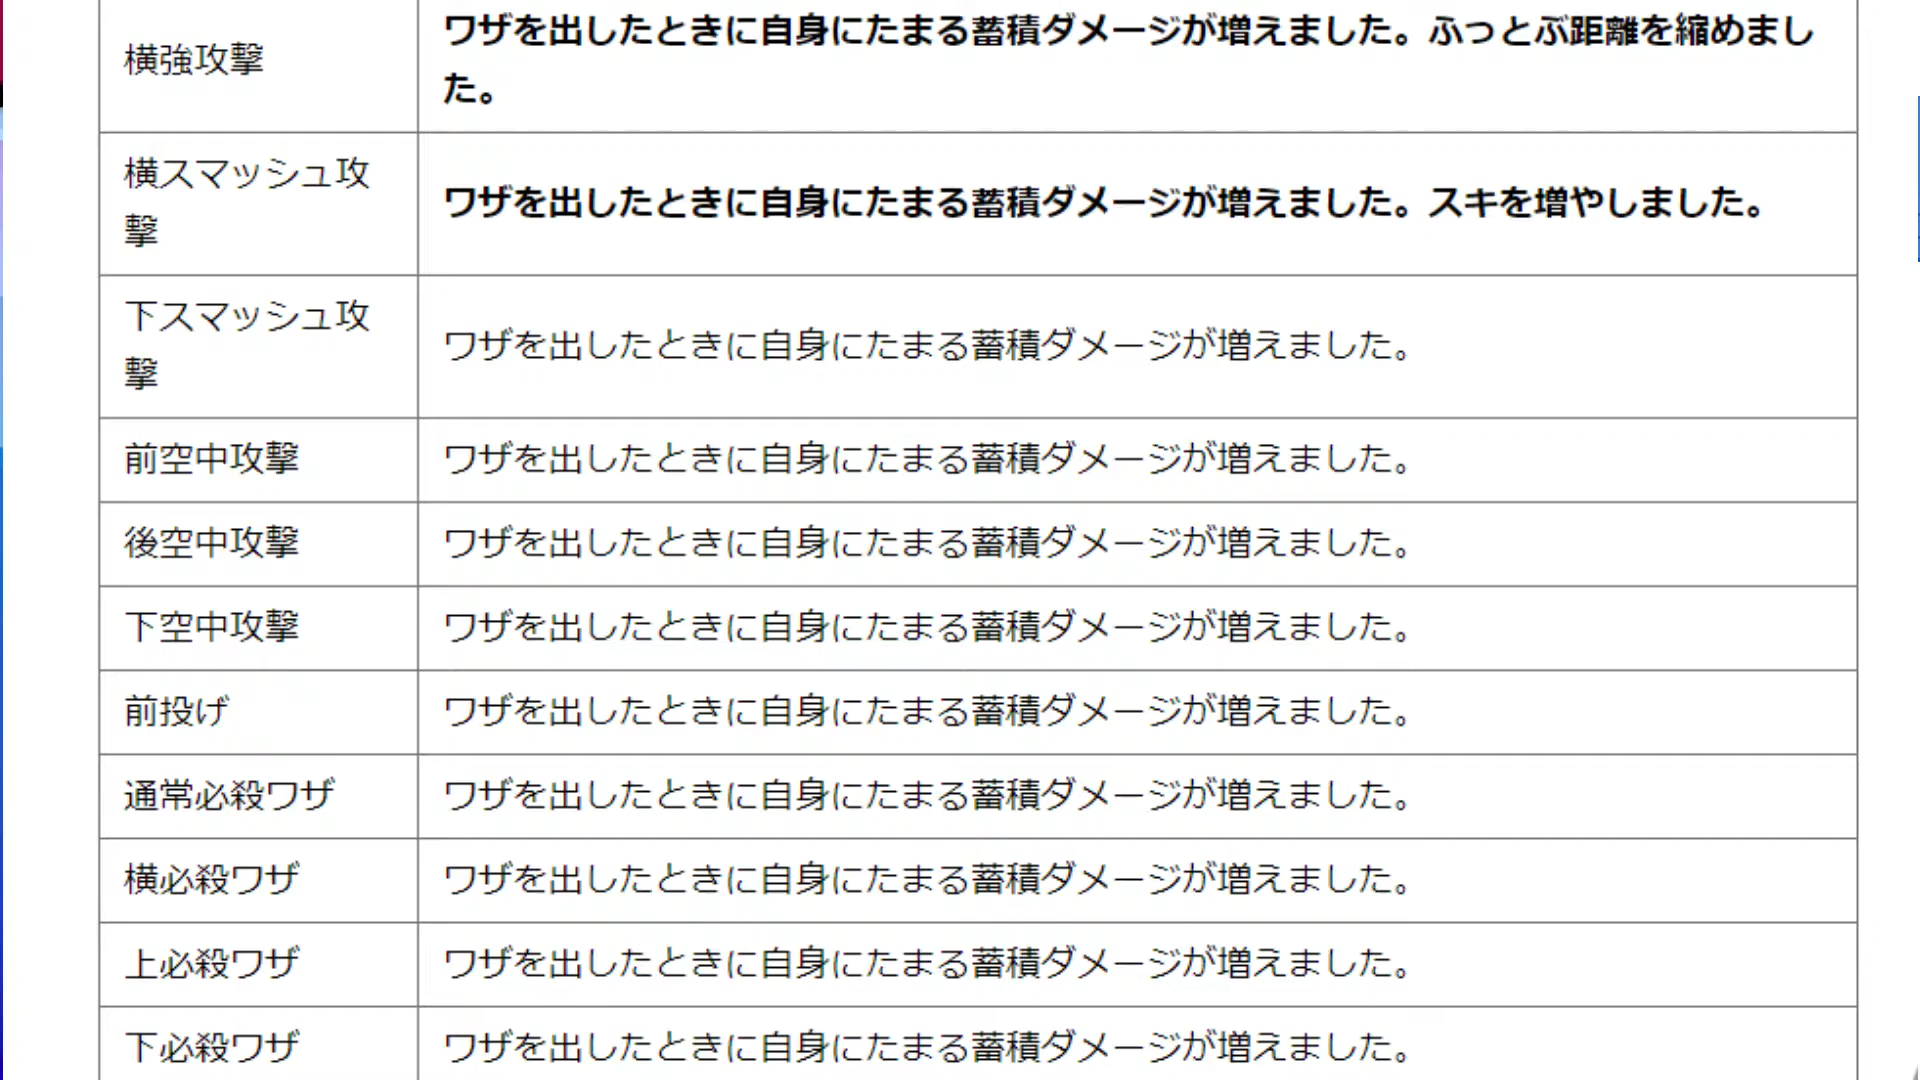 横強攻撃
ワザを出したときに自身にたまる蓄積ダメージが増えました。ふっとぶ距離を縮めまし
た。
横スマッシュ攻
撃
ワザを出したときに自身にたまる蓄積ダメージが増えました。スキを増やしました。
下スマッシュ攻
撃
ワザを出したときに自身にたまる蓄積ダメージが増えました。
前空中攻撃
ワザを出したときに自身にたまる蓄積ダメージが増えました。
後空中攻撃
ワザを出したときに自身にたまる蓄積ダメージが増えました。
下空中攻撃
ワザを出したときに自身にたまる蓄積ダメージが増えました。
前投げ
ワザを出したときに自身にたまる蓄積ダメージが増えました。
通常必殺ワザ
ワザを出したときに自身にたまる蓄積ダメージが増えました。
横必殺ワザ
ワザを出したときに自身にたまる蓄積ダメージが増えました。
上必殺ワザ
ワザを出したときに自身にたまる蓄積ダメージが増えました。
下必殺ワザ
ワザを出したときに自身にたまる蓄積ダメージが増えました。